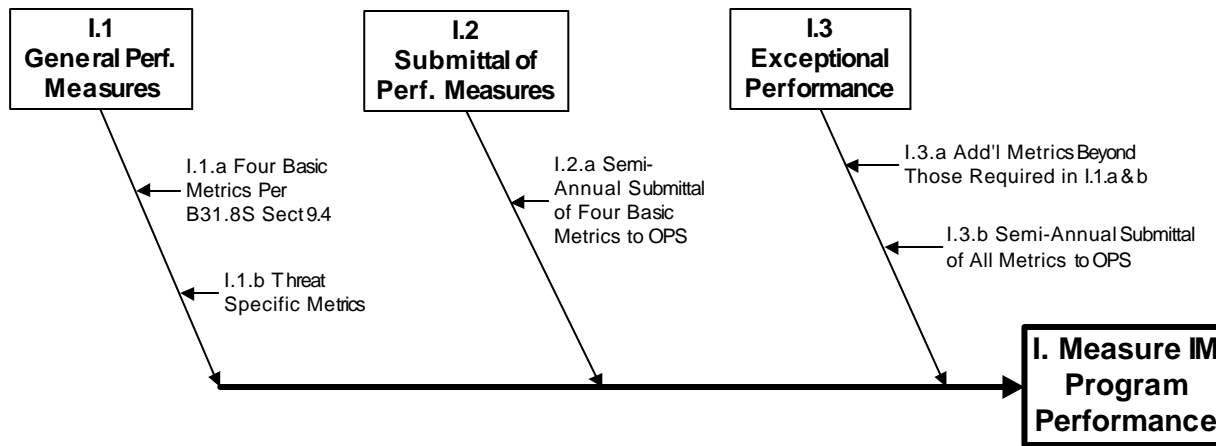 I.1
General Perf.
Measures
I.2
Submittal of
Perf. Measures
I.3
Exceptional
Performance
I.1.a Four Basic
Metrics Per
B31.8S Sect 9.4
I.1.b Threat
Specific Metrics
I.2.a Semi-
Annual Submittal
of Four Basic
Metrics to OPS
I.3.a Add'l Metrics Beyond
Those Required in I.1.a & b
I.3.b Semi-Annual Submittal
of All Metrics to OPS
I. Measure IM
Program
Performance